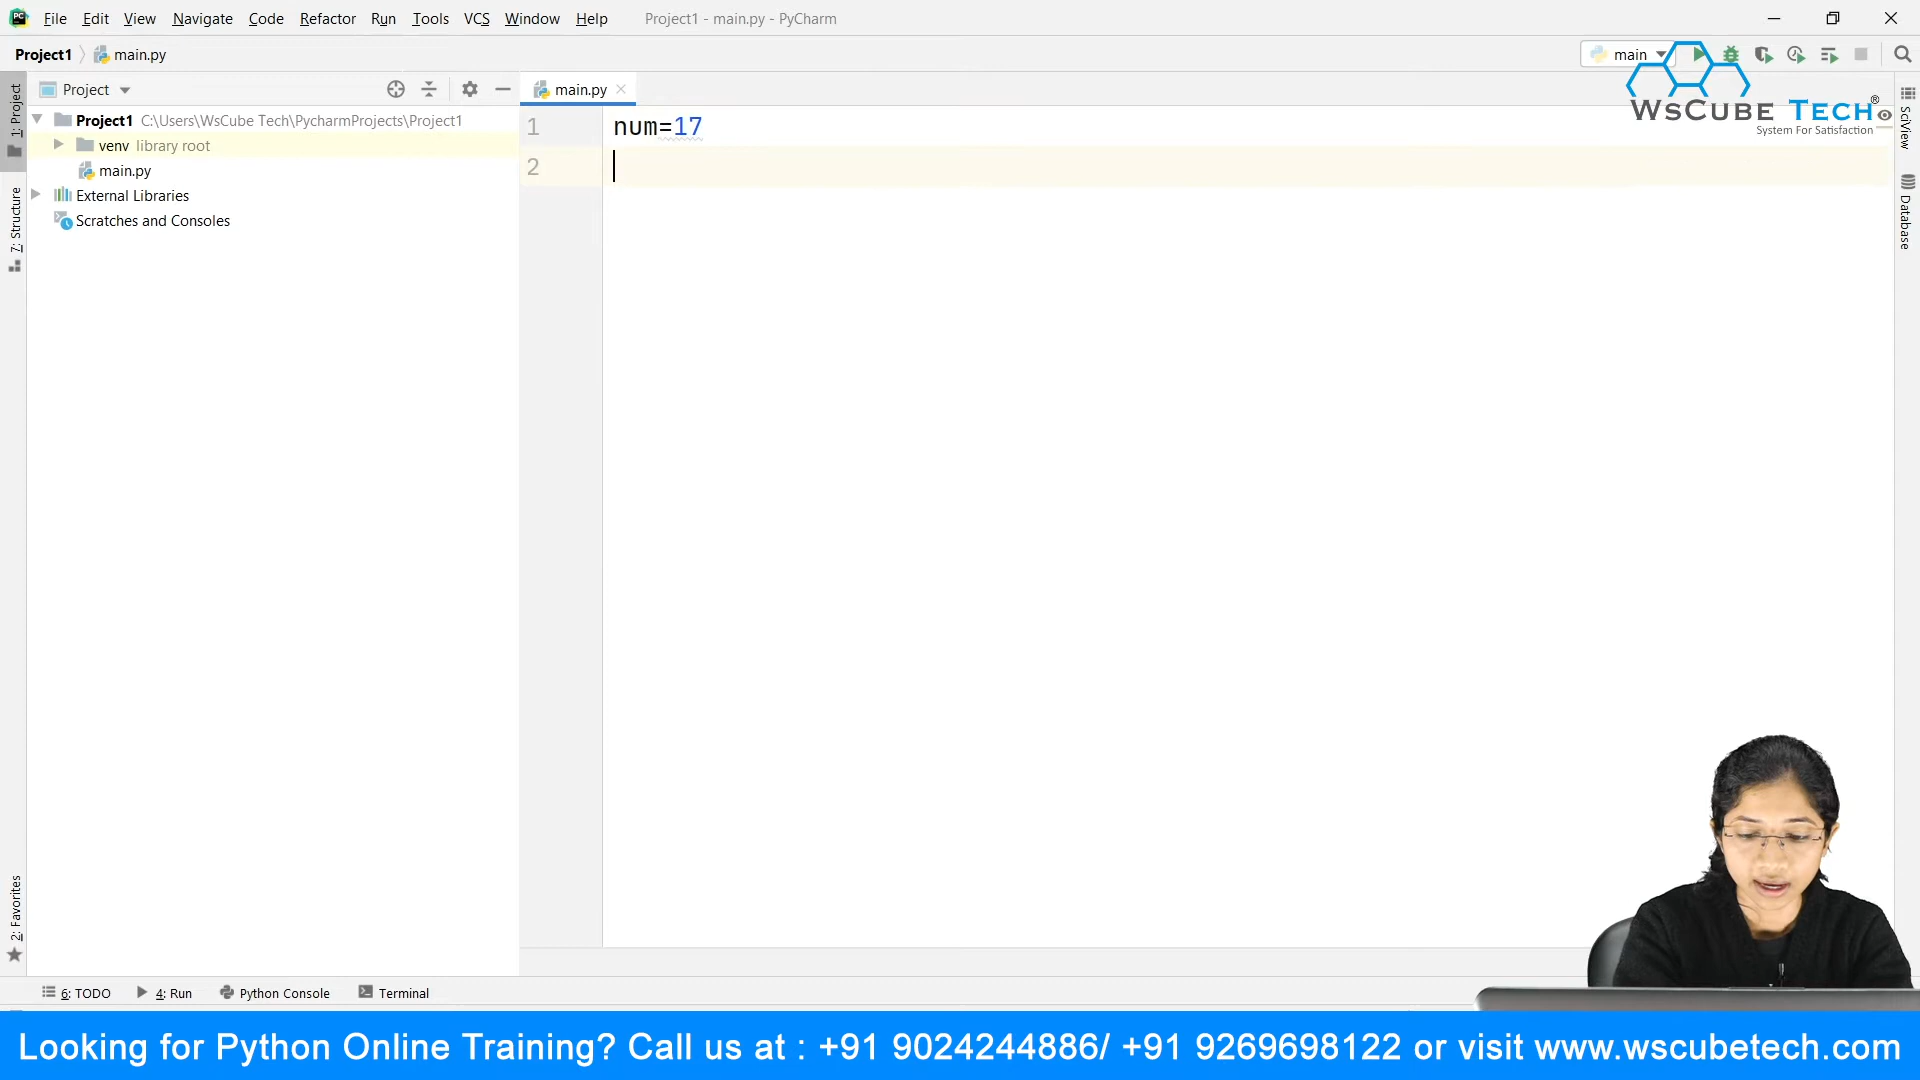 File Edit View Navigate Code Refactor Run Tools VCS Window Help Project1 - main.py - PyCharm
Project1 main.py
main
WsCube Tech®
System For Satisfaction
Project
main.py
1: Project
7: Structure
2: Favorites
Project1 C:\Users\WsCube Tech\PycharmProjects\Project1
venv library root
main.py
External Libraries
Scratches and Consoles
1 num=17
2
SciView
Database
6: TODO 4: Run Python Console Terminal
Looking for Python Online Training? Call us at : +91 9024244886/ +91 9269698122 or visit www.wscubetech.com